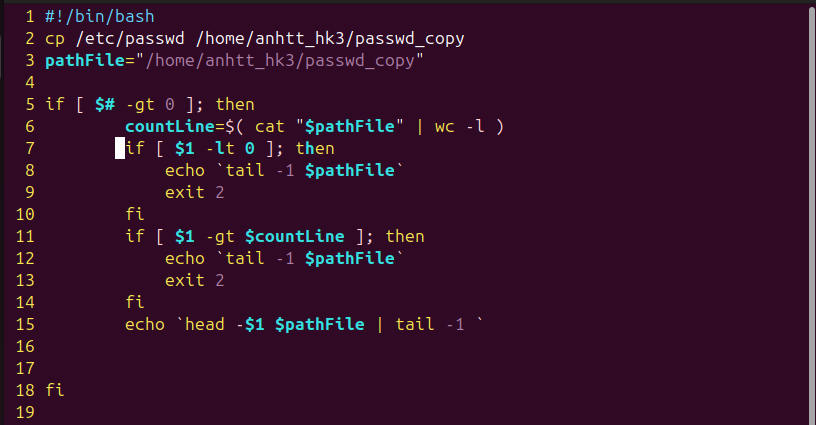 1 #!/bin/bash
2 cp /etc/passwd /home/anhtt_hk3/passwd_copy
3 pathFile="/home/anhtt_hk3/passwd_copy"
4
5 if [ $# -gt 0 ]; then
6         countLine=$( cat "$pathFile" | wc -l )
7         if [ $1 -lt 0 ]; then
8             echo `tail -1 $pathFile`
9             exit 2
10         fi
11         if [ $1 -gt $countLine ]; then
12             echo `tail -1 $pathFile`
13             exit 2
14         fi
15         echo `head -$1 $pathFile | tail -1 `
16
17
18 fi
19